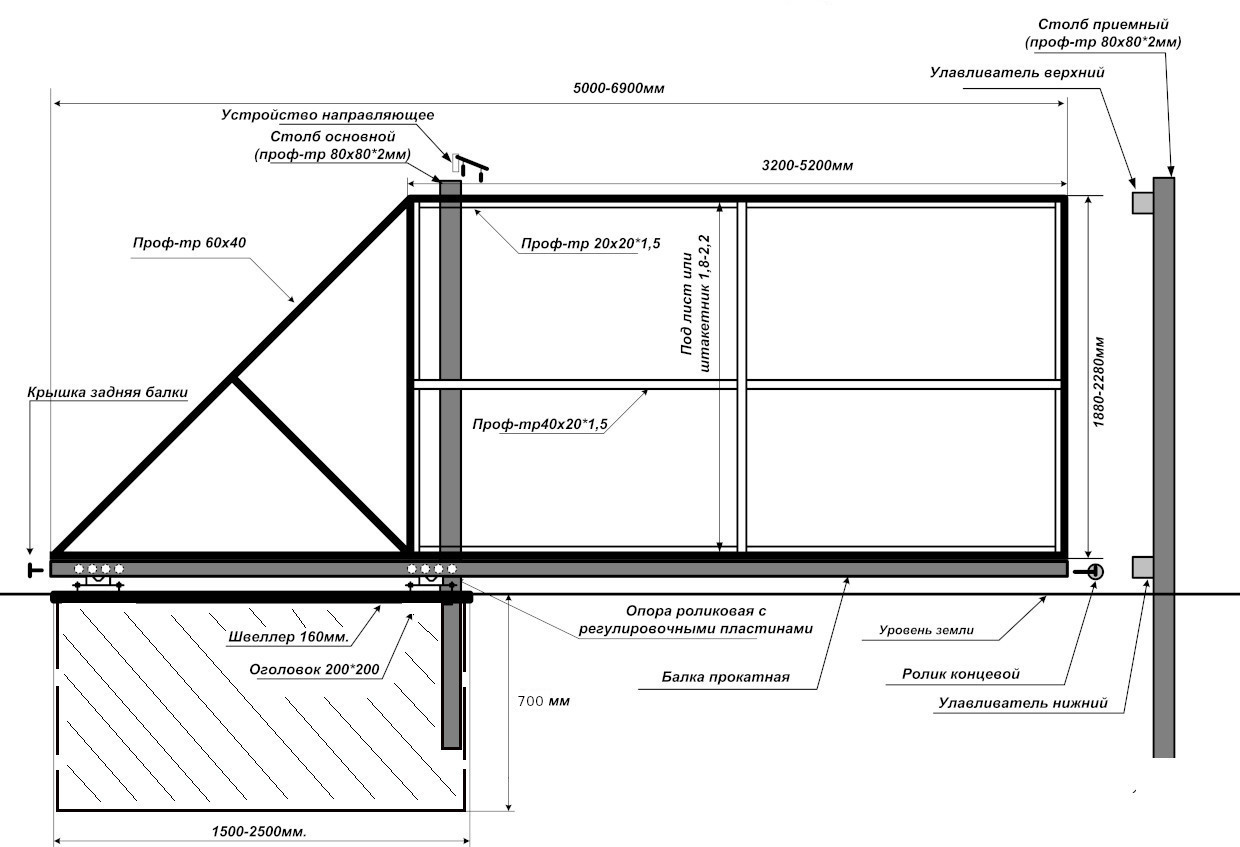 Столб приемный
(проф-тр 80х80*2мм)
Улавливатель верхний
5000-6900мм
Устройство направляющее
Столб основной
(проф-тр 80х80*2мм)
3200-5200мм
Проф-тр 60х40
Проф-тр 20х20*1,5
Под лист или
штакетник 1,8-2,2
1880-2280мм
Крышка задняя балки
Проф-тр40х20*1,5
Опора роликовая с
регулировочными пластинами
Швеллер 160мм.
Уровень земли
Оголовок 200*200
Балка прокатная
Ролик концевой
700 мм
Улавливатель нижний
1500-2500мм.